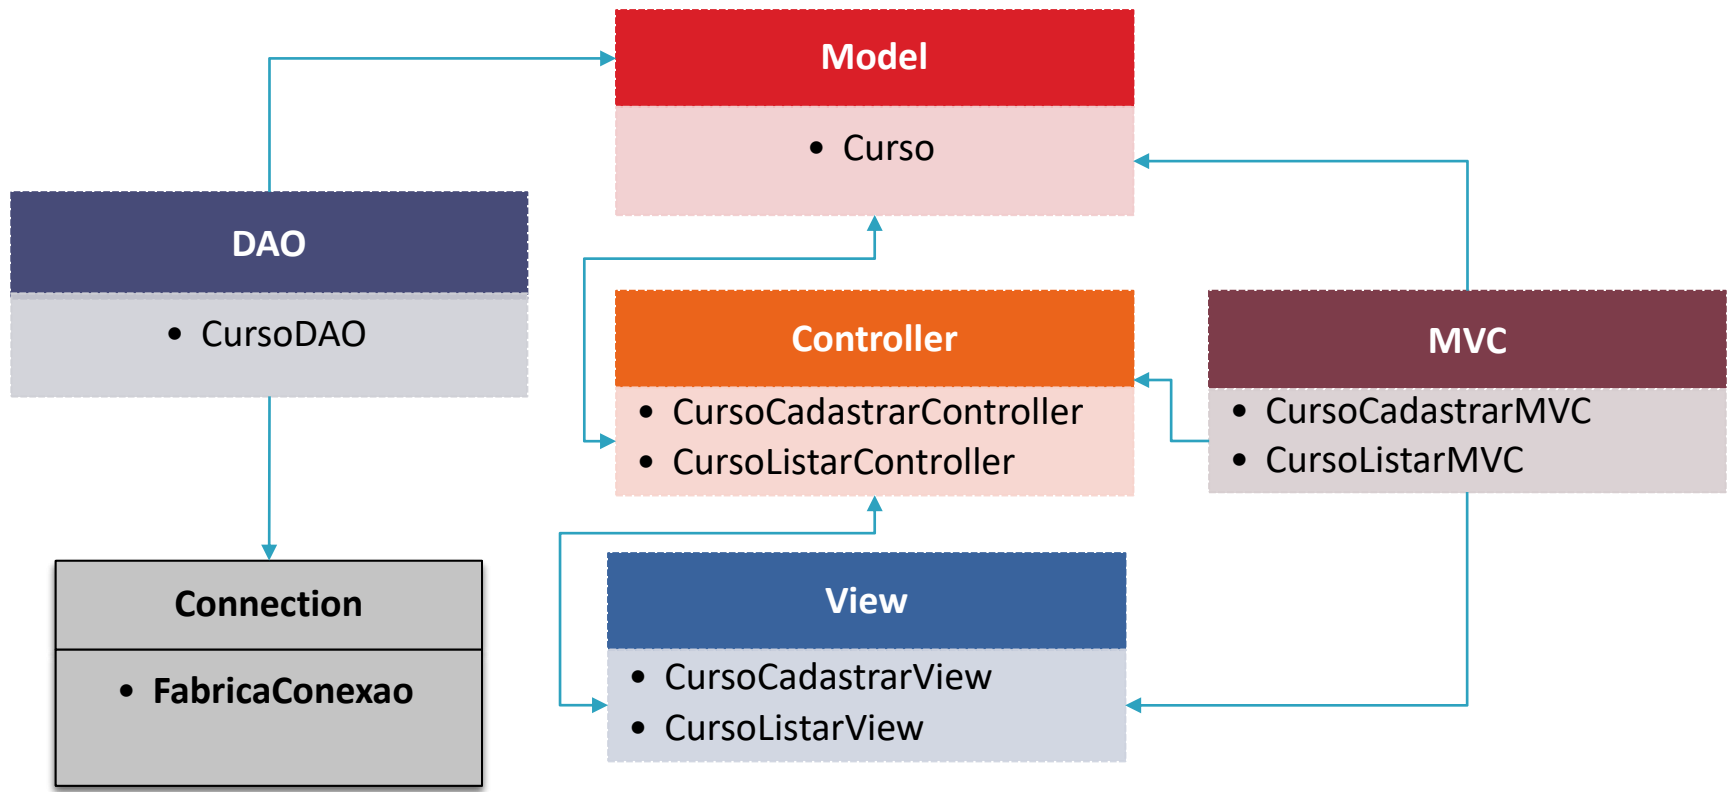 Model
• Curso
DAO
• CursoDAO
Controller
• CursoCadastrarController
• CursoListarController
MVC
• CursoCadastrarMVC
• CursoListarMVC
Connection
• FabricaConexao
View
• CursoCadastrarView
• CursoListarView